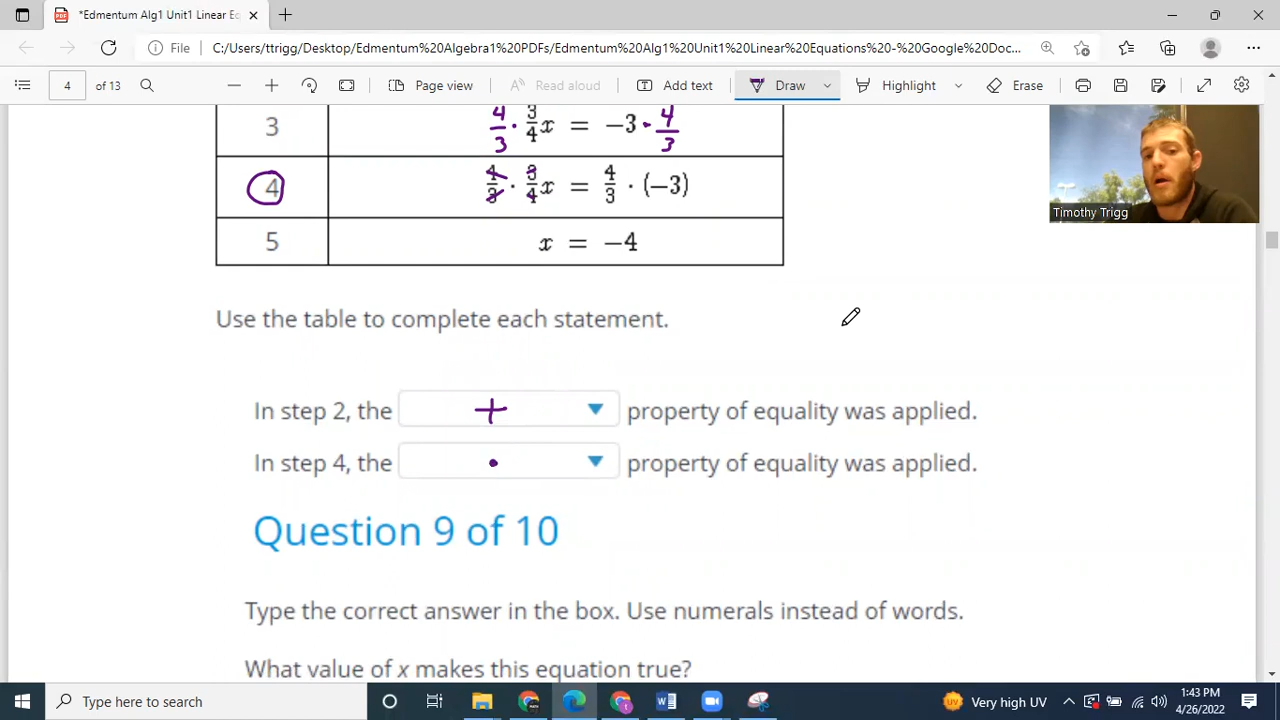 *Edmentum Alg1 Unit1 Linear Eq
File
C:/Users/ttrigg/Desktop/Edmentum%20Algebra1%20PDFs/Edmentum%20Alg1%20Unit1%20Linear%20Equations%20-%20Google%20Doc...
4 of 13
Page view
Read aloud
Add text
Draw
Highlight
Erase
3 4/3 · 3/4 x = −3 · 4/3
4 4/3 · 3/4 x = 4/3 · (−3)
5 x = −4
Timothy Trigg
Use the table to complete each statement.
In step 2, the + property of equality was applied.
In step 4, the · property of equality was applied.
Question 9 of 10
Type the correct answer in the box. Use numerals instead of words.
What value of x makes this equation true?
Type here to search
Very high UV
1:43 PM
4/26/2022